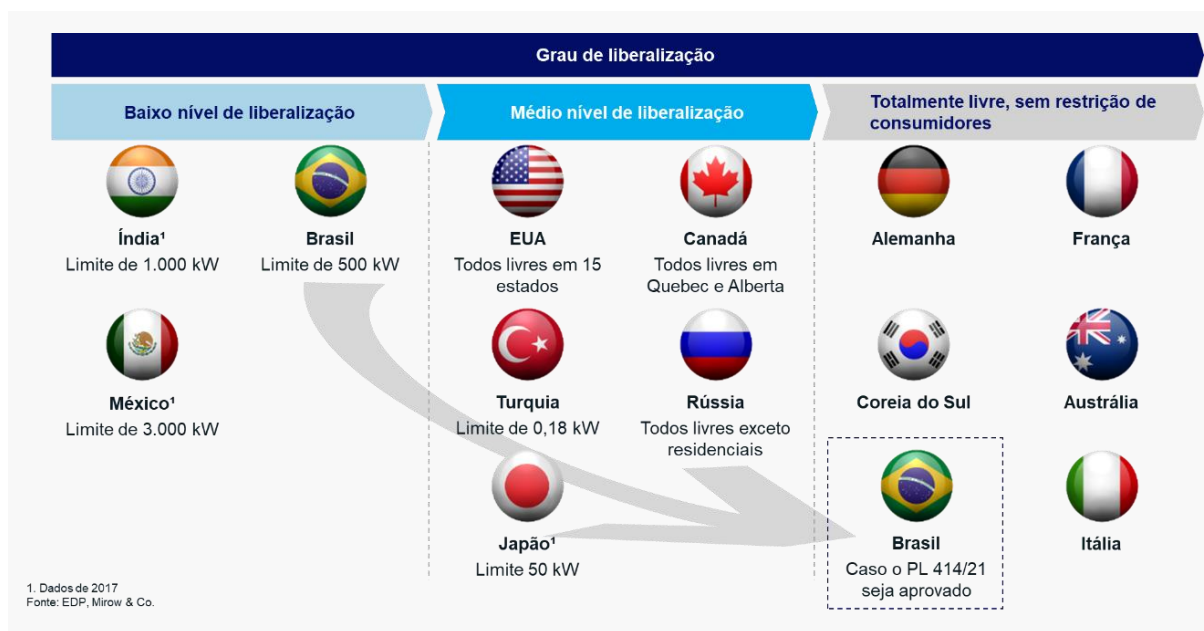 Grau de liberalização
Baixo nível de liberalização
Médio nível de liberalização
Totalmente livre, sem restrição de
consumidores
Índia¹
Limite de 1.000 kW
Brasil
Limite de 500 kW
EUA
Todos livres em 15
estados
Canadá
Todos livres em
Quebec e Alberta
Alemanha
França
México¹
Limite de 3.000 kW
Turquia
Limite de 0,18 kW
Rússia
Todos livres exceto
residenciais
Coreia do Sul
Austrália
Japão¹
Limite 50 kW
Brasil
Caso o PL 414/21
seja aprovado
Itália
1. Dados de 2017
Fonte: EDP, Mirow & Co.